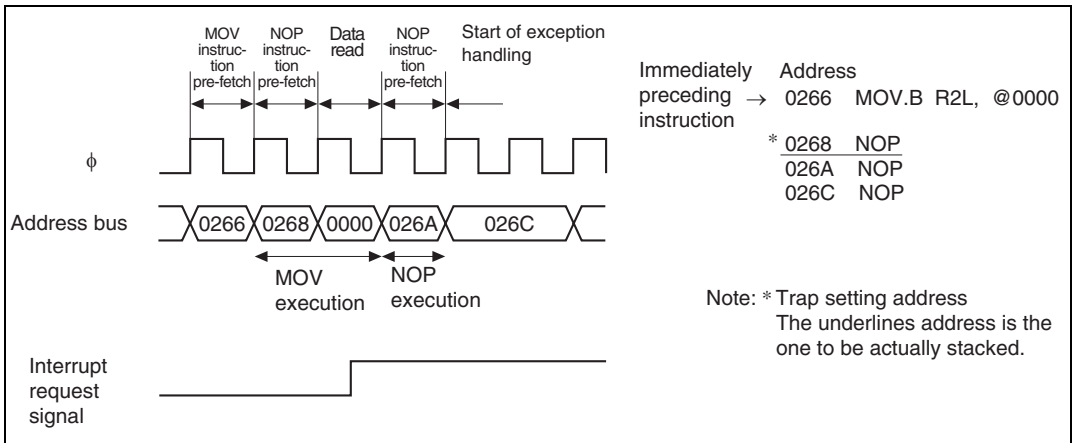 MOV instruc- tion pre-fetch
NOP instruc- tion pre-fetch
Data read
NOP instruc- tion pre-fetch
Start of exception handling
φ
Address bus
0266 0268 0000 026A 026C
MOV execution
NOP execution
Interrupt request signal
Immediately preceding instruction →
Address
0266 MOV.B R2L, @0000
* 0268 NOP
026A NOP
026C NOP
Note: * Trap setting address
The underlines address is the
one to be actually stacked.